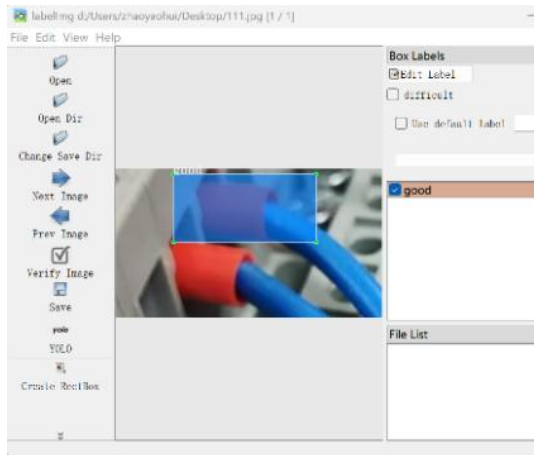 labelImg d:/Users/zhaoyaohui/Desktop/111.jpg [1 / 1]
File Edit View Help
Open
Open Dir
Change Save Dir
Next Image
Prev Image
Verify Image
Save
yolo
YOLO
Create RectBox
good
Box Labels
Edit Label
difficult
Use default label
good
File List